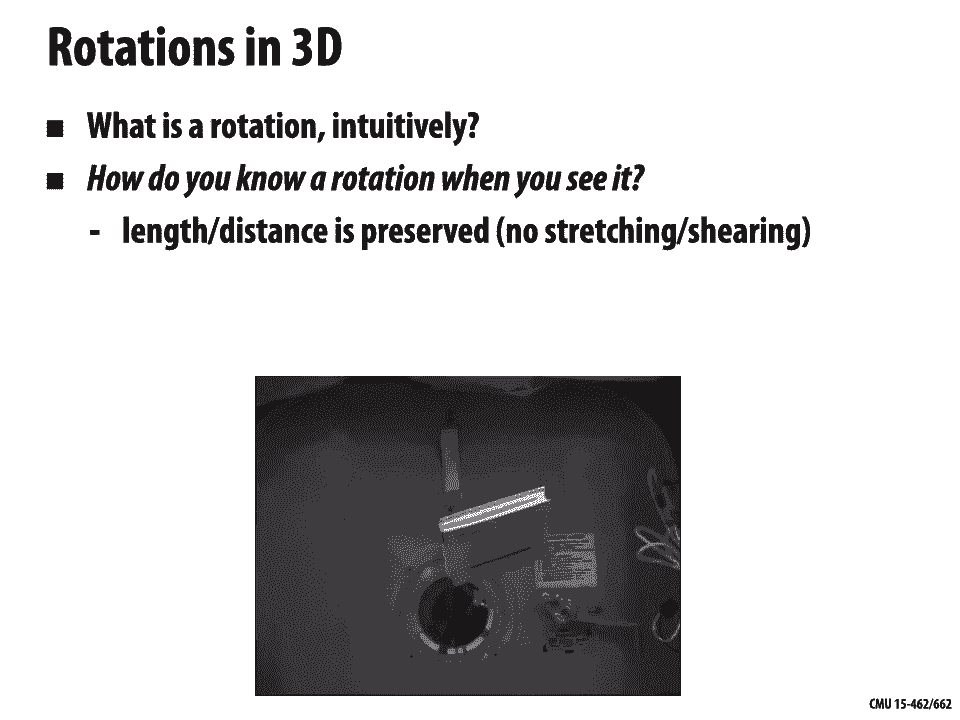 Rotations in 3D
■ What is a rotation, intuitively?
■ How do you know a rotation when you see it?
- length/distance is preserved (no stretching/shearing)
CMU 15-462/662